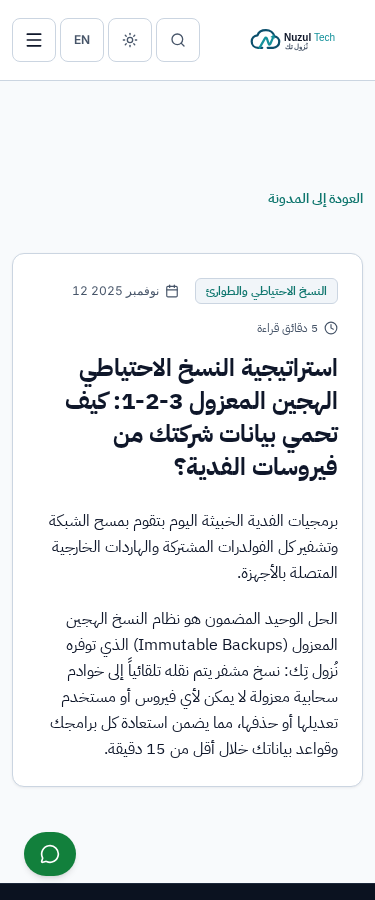 Nuzul Tech
نُزول تك
EN
العودة إلى المدونة
النسخ الاحتياطي والطوارئ
12 نوفمبر 2025
5 دقائق قراءة
استراتيجية النسخ الاحتياطي
الهجين المعزول 3-2-1: كيف
تحمي بيانات شركتك من
فيروسات الفدية؟
برمجيات الفدية الخبيثة اليوم بتقوم بمسح الشبكة
وتشفير كل الفولدرات المشتركة والهاردات الخارجية
المتصلة بالأجهزة.
الحل الوحيد المضمون هو نظام النسخ الهجين
المعزول (Immutable Backups) الذي توفره
نُزول تِك: نسخ مشفر يتم نقله تلقائياً إلى خوادم
سحابية معزولة لا يمكن لأي فيروس أو مستخدم
تعديلها أو حذفها، مما يضمن استعادة كل برامجك
وقواعد بياناتك خلال أقل من 15 دقيقة.